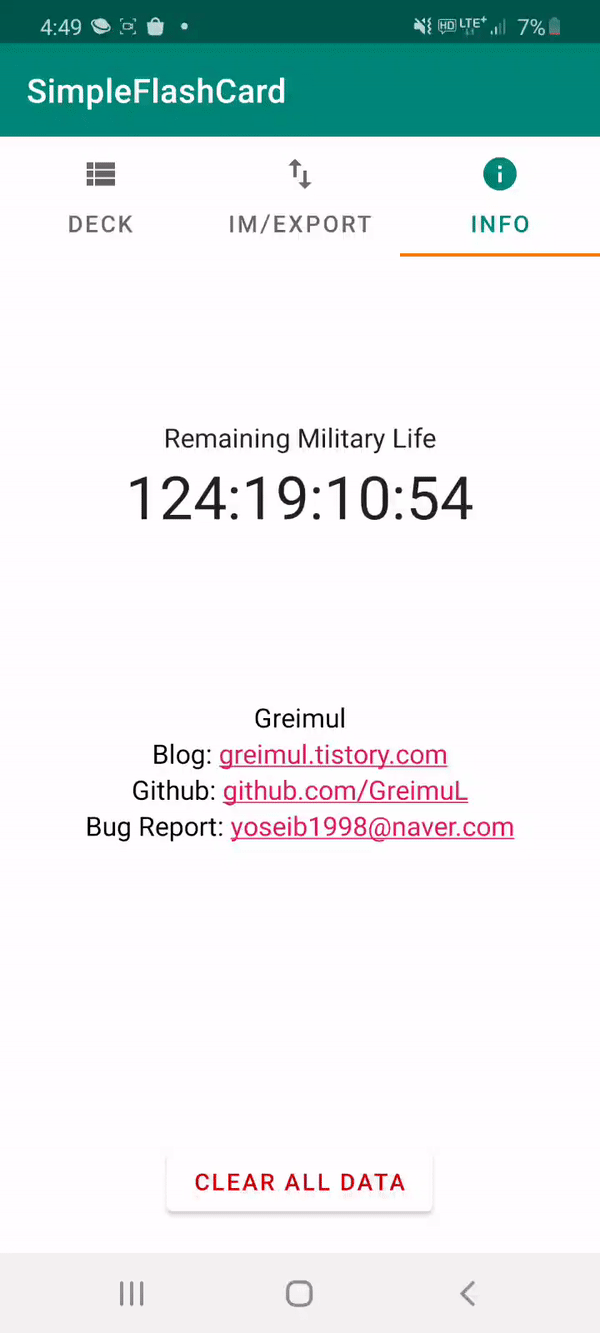 4:49 HD LTE+ 7%
SimpleFlashCard
DECK IM/EXPORT INFO
Remaining Military Life
124:19:10:54
Greimul
Blog: greimul.tistory.com
Github: github.com/GreimuL
Bug Report: yoseib1998@naver.com
CLEAR ALL DATA